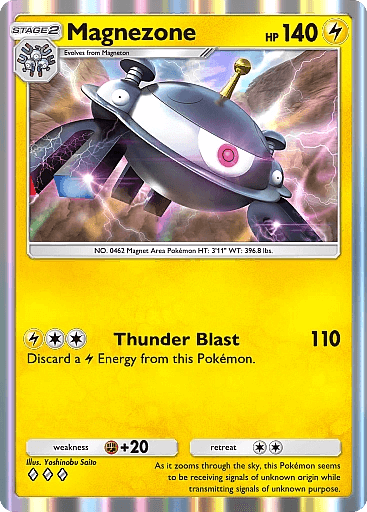 STAGE2 Magnezone HP 140
Evolves from Magneton
NO. 0462 Magnet Area Pokémon HT: 3'11" WT: 396.8 lbs.
Thunder Blast 110
Discard a Energy from this Pokémon.
weakness +20 retreat
Illus. Yoshinobu Saito
As it zooms through the sky, this Pokémon seems
to be receiving signals of unknown origin while
transmitting signals of unknown purpose.